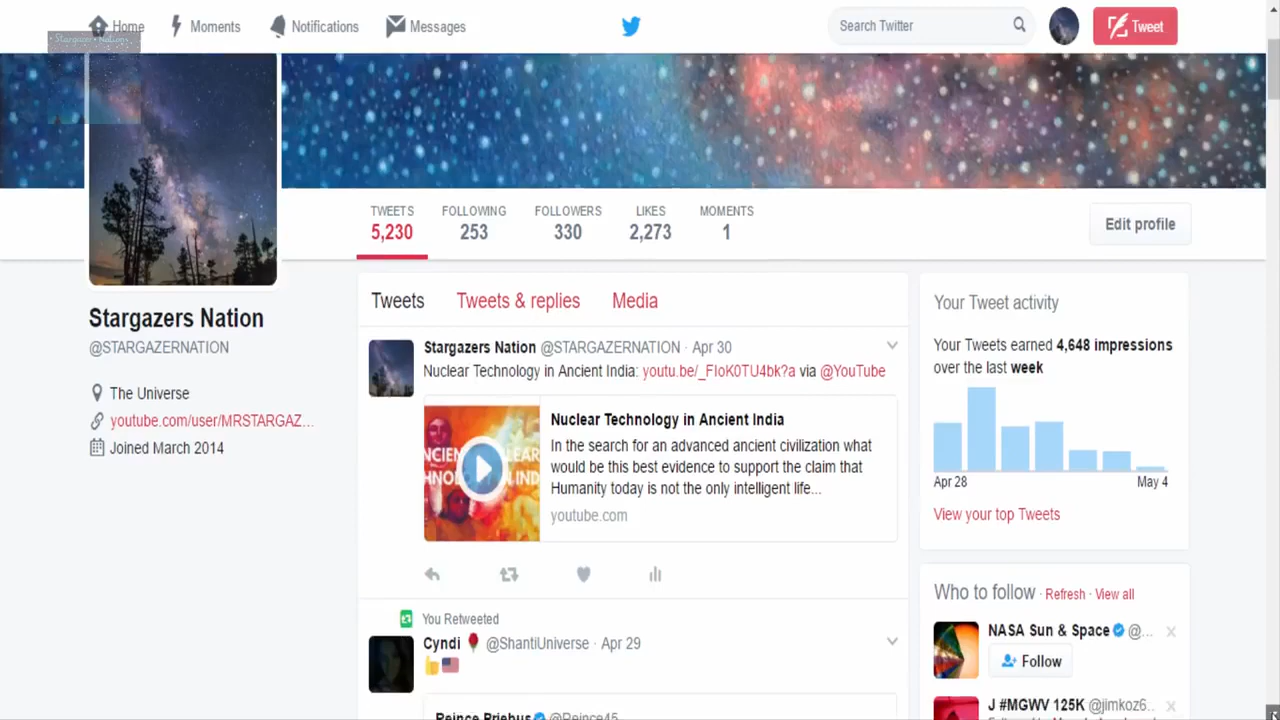 Home Moments Notifications Messages Search Twitter Tweet
Stargazers Nations
TWEETS FOLLOWING FOLLOWERS LIKES MOMENTS
5,230 253 330 2,273 1
Edit profile
Stargazers Nation
@STARGAZERNATION
The Universe
youtube.com/user/MRSTARGAZ...
Joined March 2014
Tweets Tweets & replies Media
Stargazers Nation @STARGAZERNATION · Apr 30
Nuclear Technology in Ancient India: youtu.be/_FIoK0TU4bk?a via @YouTube
Nuclear Technology in Ancient India
In the search for an advanced ancient civilization what
would be this best evidence to support the claim that
Humanity today is not the only intelligent life...
youtube.com
You Retweeted
Cyndi @ShantiUniverse · Apr 29
Reince Priebus @Reince45
Your Tweet activity
Your Tweets earned 4,648 impressions
over the last week
Apr 28 May 4
View your top Tweets
Who to follow · Refresh · View all
NASA Sun & Space @...
Follow
J #MGWV 125K @jimkoz6..